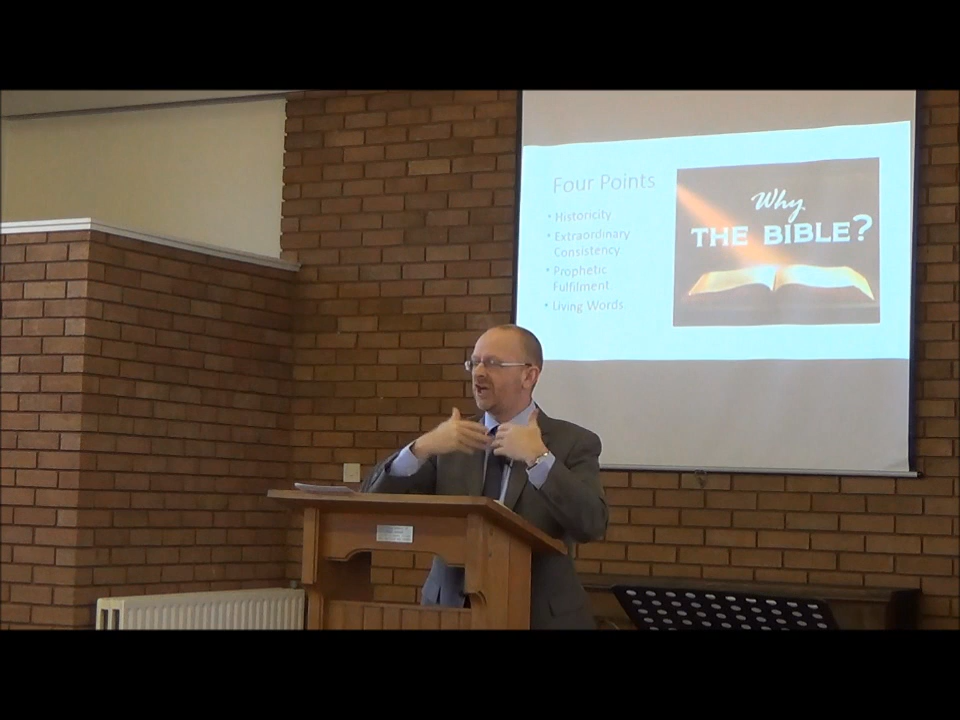 Four Points
• Historicity
• Extraordinary
Consistency
• Prophetic
Fulfilment
• Living Words
Why
THE BIBLE?